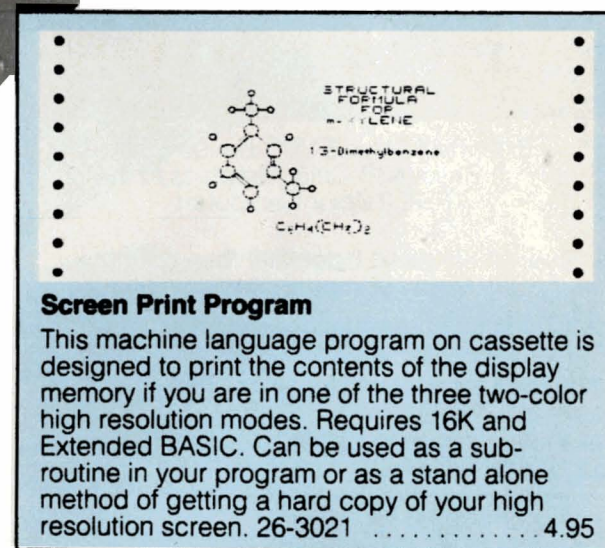 STRUCTURAL
FORMULA
FOR
1 3-Dimethylbenzene
Screen Print Program
This machine language program on cassette is
designed to print the contents of the display
memory if you are in one of the three two-color
high resolution modes. Requires 16K and
Extended BASIC. Can be used as a sub-
routine in your program or as a stand alone
method of getting a hard copy of your high
resolution screen. 26-3021 .............. 4.95